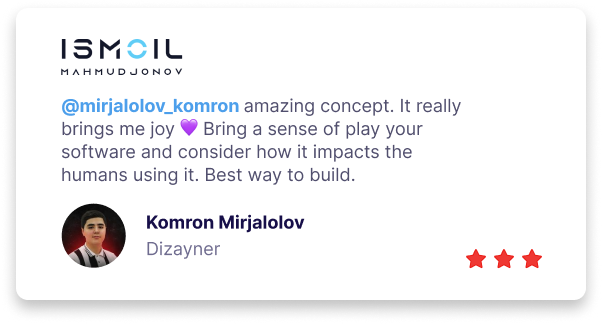 ISMOIL
MAHMUDJONOV
@mirjalolov_komron amazing concept. It really
brings me joy 💜 Bring a sense of play your
software and consider how it impacts the
humans using it. Best way to build.
Komron Mirjalolov
Dizayner